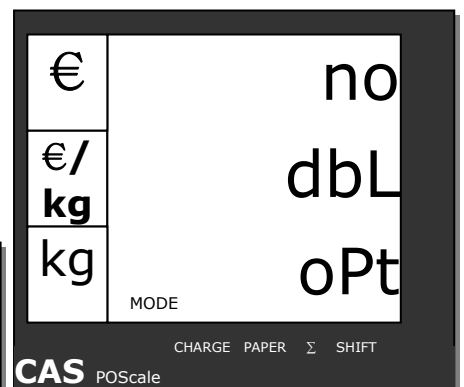 € no
€/ dbL
kg
kg oPt
MODE
CHARGE PAPER Σ SHIFT
CAS POScale